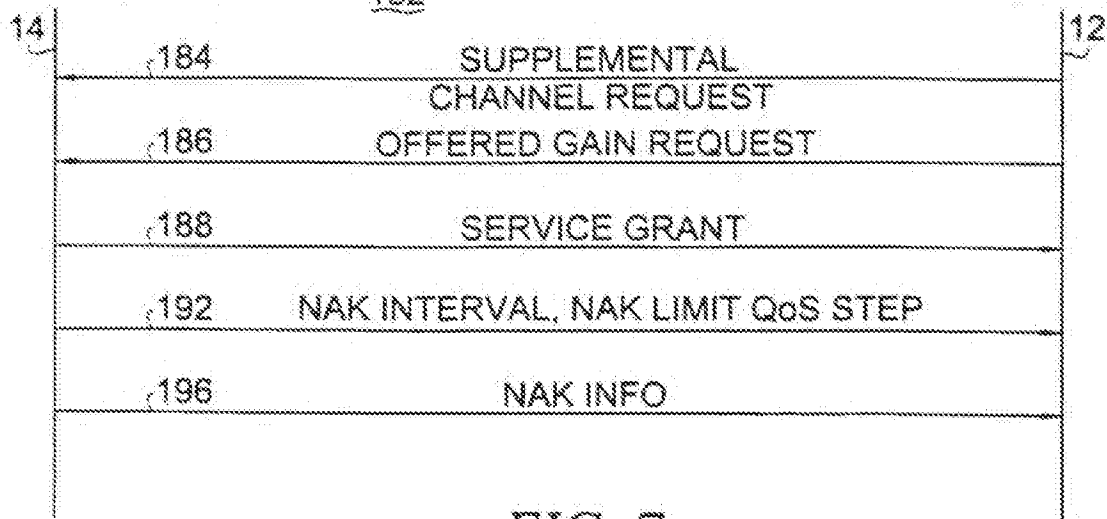 14
12
184 SUPPLEMENTAL
CHANNEL REQUEST
186 OFFERED GAIN REQUEST
188 SERVICE GRANT
192 NAK INTERVAL, NAK LIMIT QoS STEP
196 NAK INFO
FIG.